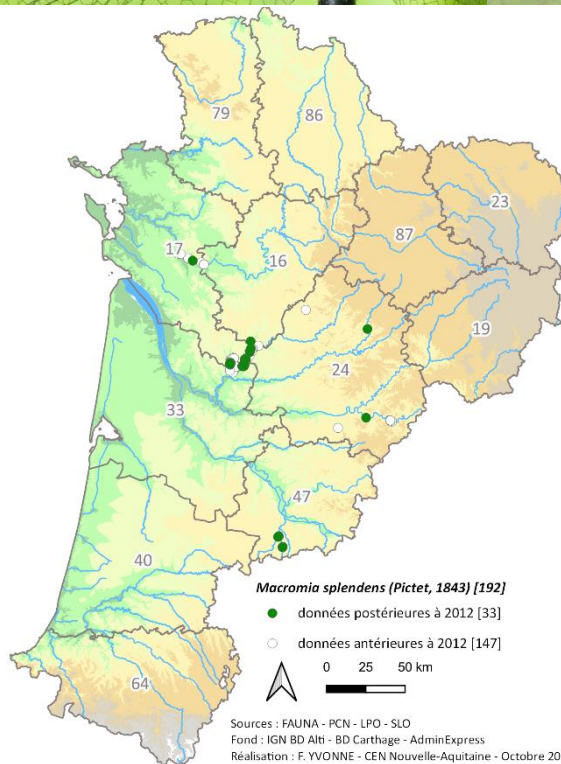 79
86
23
17
16
87
19
24
33
47
40
Macromia splendens (Pictet, 1843) [192]
données postérieures à 2012 [33]
données antérieures à 2012 [147]
64
0 25 50 km
Sources : FAUNA - PCN - LPO - SLO
Fond : IGN BD Alti - BD Carthage - AdminExpress
Réalisation : F. YVONNE - CEN Nouvelle-Aquitaine - Octobre 20